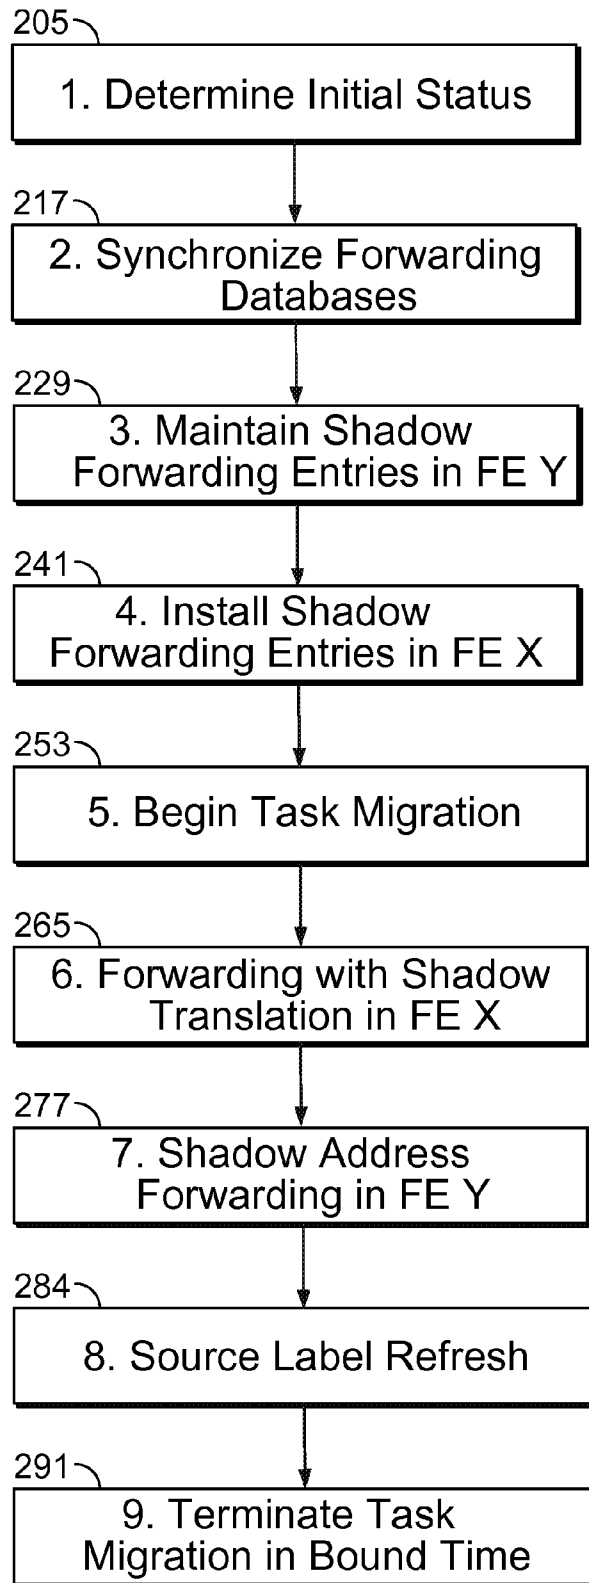 205
1. Determine Initial Status
217
2. Synchronize Forwarding
Databases
229
3. Maintain Shadow
Forwarding Entries in FE Y
241
4. Install Shadow
Forwarding Entries in FE X
253
5. Begin Task Migration
265
6. Forwarding with Shadow
Translation in FE X
277
7. Shadow Address
Forwarding in FE Y
284
8. Source Label Refresh
291
9. Terminate Task
Migration in Bound Time